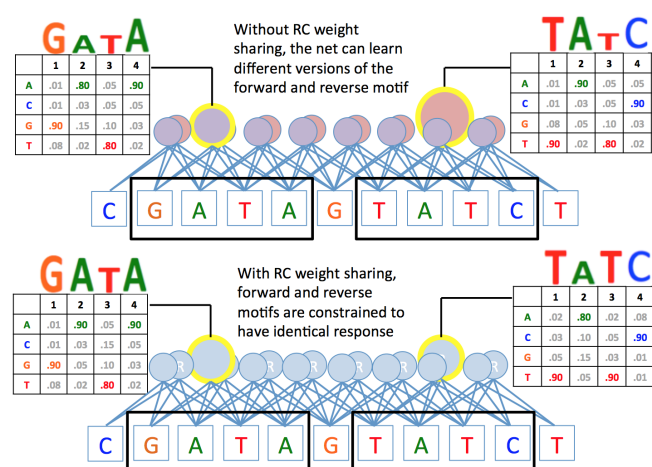 GATA
1 2 3 4
A .01 .80 .05 .90
C .01 .03 .05 .05
G .90 .15 .10 .03
T .08 .02 .80 .02
Without RC weight
sharing, the net can learn
different versions of the
forward and reverse motif
TATC
1 2 3 4
A .01 .90 .05 .05
C .01 .03 .05 .90
G .08 .05 .10 .03
T .90 .02 .80 .02
C G A T A G T A T C T
GATA
1 2 3 4
A .01 .90 .05 .90
C .01 .03 .15 .05
G .90 .05 .10 .03
T .08 .02 .80 .02
With RC weight sharing,
forward and reverse
motifs are constrained to
have identical response
TATC
1 2 3 4
A .02 .80 .02 .08
C .03 .10 .03 .90
G .05 .15 .03 .01
T .90 .05 .90 .01
C G A T A G T A T C T